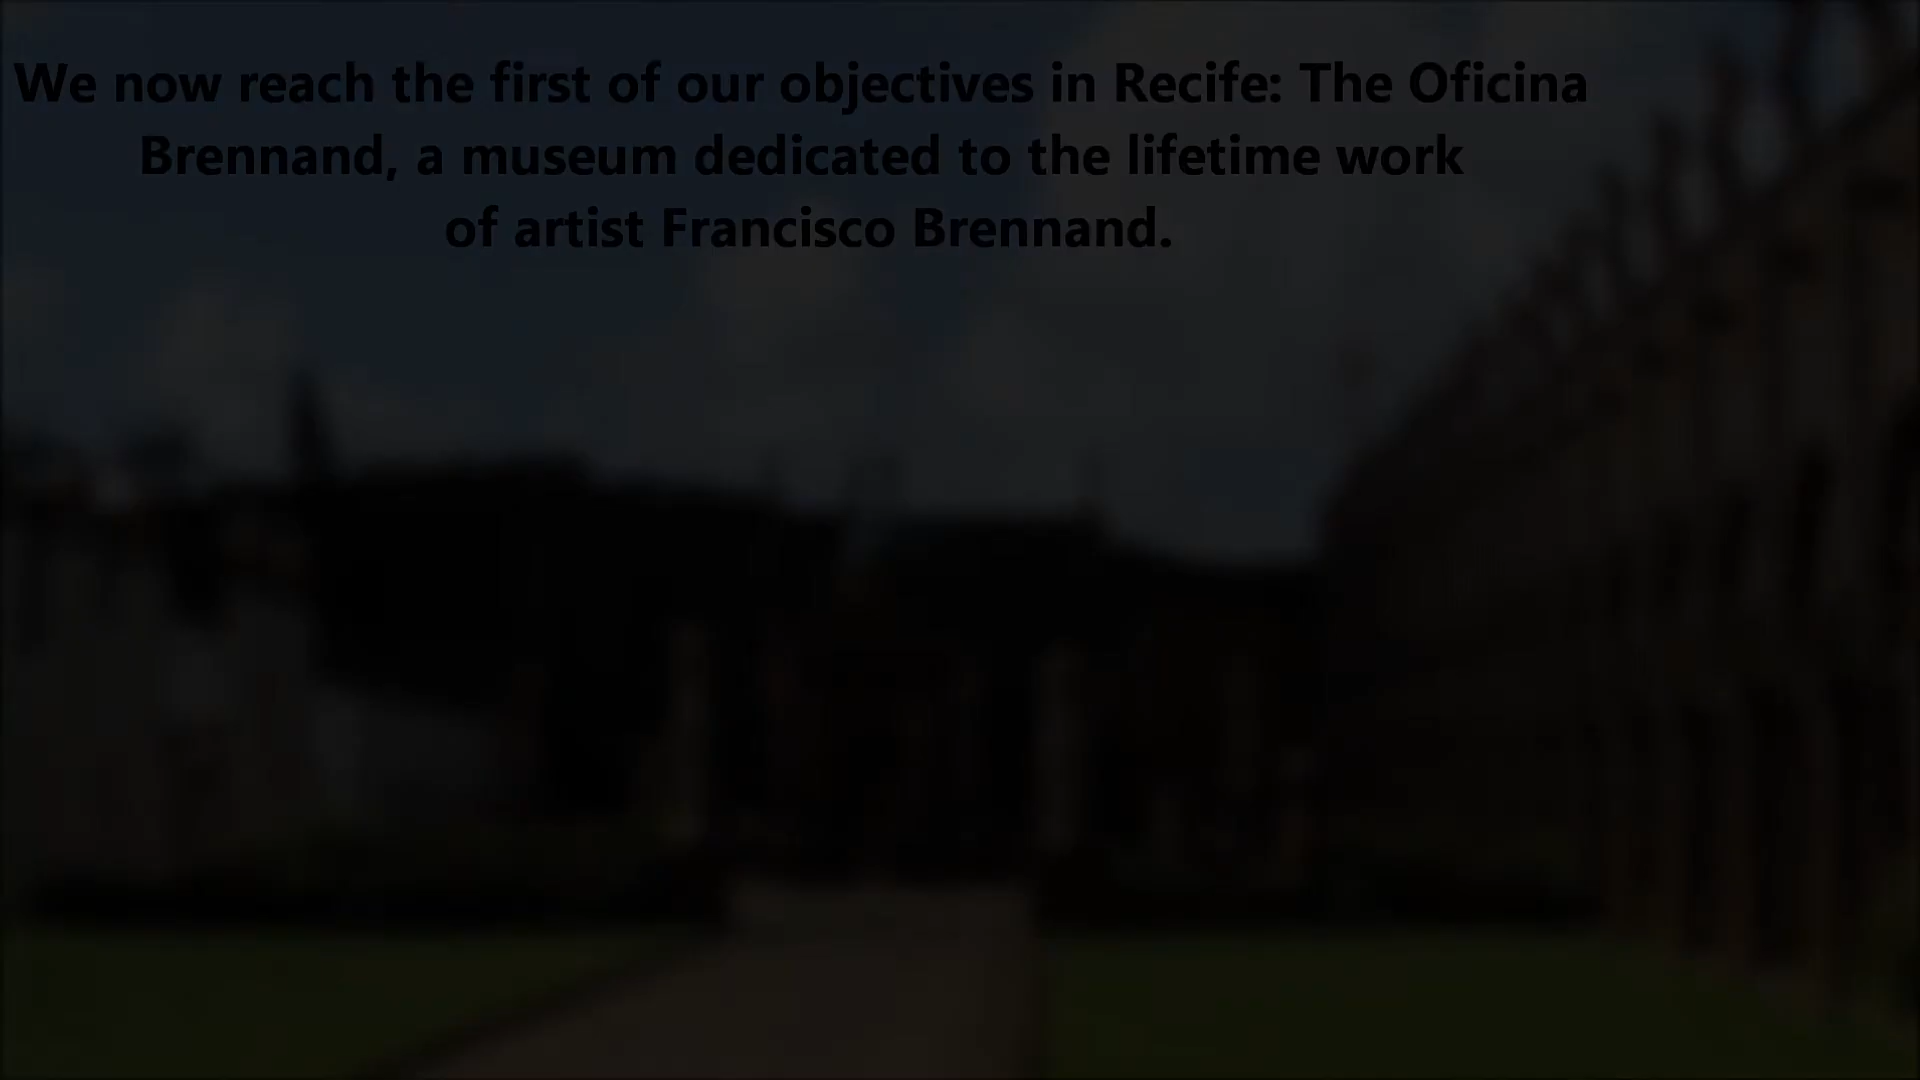 We now reach the first of our objectives in Recife: The Oficina
Brennand, a museum dedicated to the lifetime work
of artist Francisco Brennand.